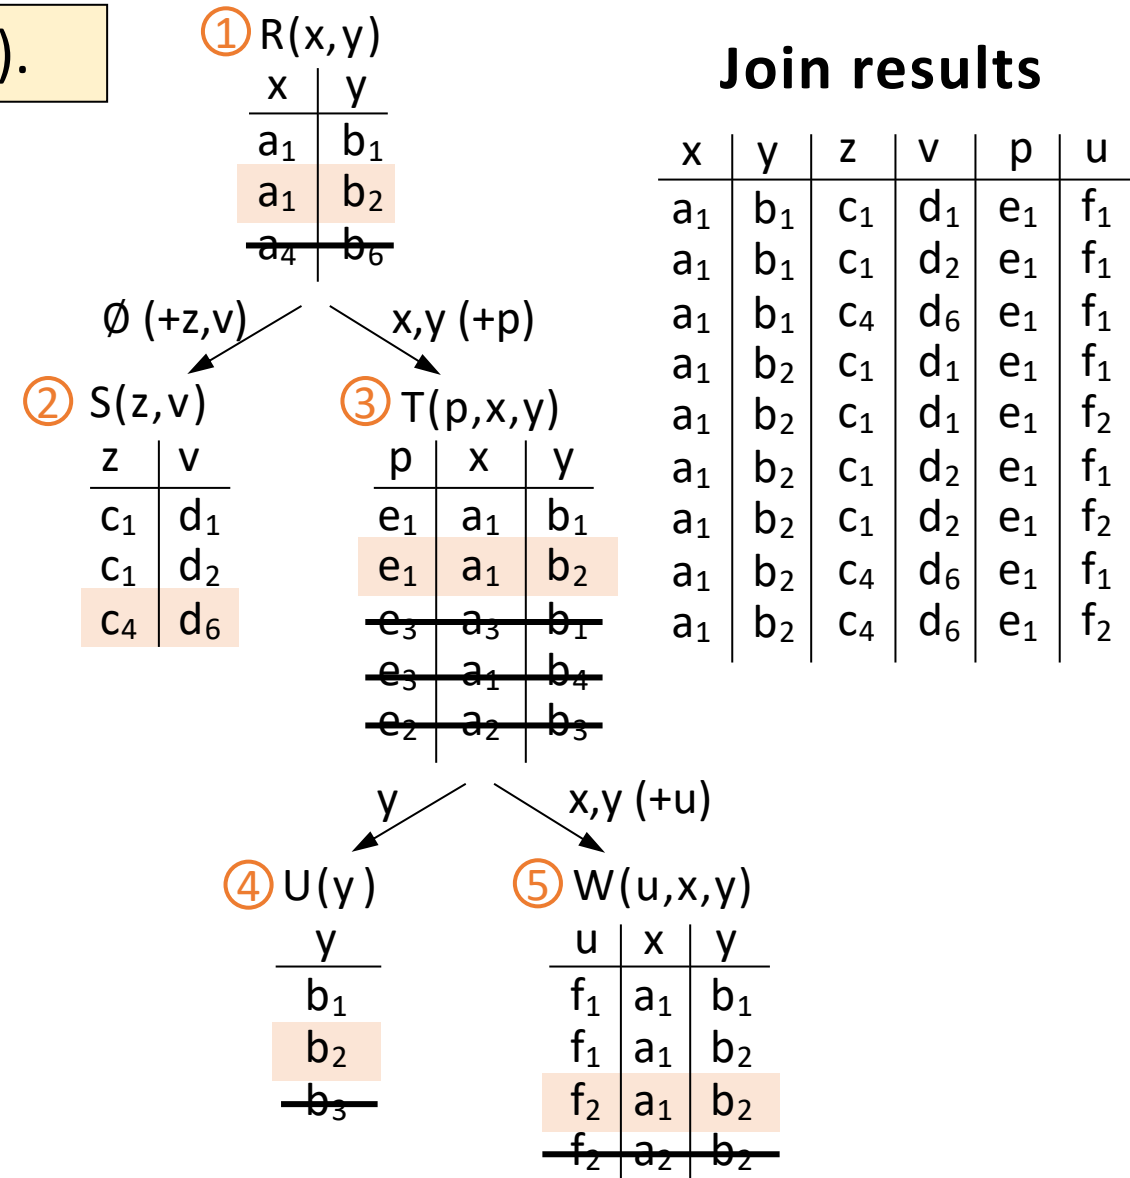 ).
① R(x,y)
x y
a₁ b₁
a₁ b₂
a₄ b₆
Ø (+z,v)
x,y (+p)
② S(z,v)
z v
c₁ d₁
c₁ d₂
c₄ d₆
③ T(p,x,y)
p x y
e₁ a₁ b₁
e₁ a₁ b₂
e₃ a₃ b₁
e₃ a₁ b₄
e₂ a₂ b₃
y
x,y (+u)
④ U(y)
y
b₁
b₂
b₃
⑤ W(u,x,y)
u x y
f₁ a₁ b₁
f₁ a₁ b₂
f₂ a₁ b₂
f₂ a₂ b₂
Join results
x y z v p u
a₁ b₁ c₁ d₁ e₁ f₁
a₁ b₁ c₁ d₂ e₁ f₁
a₁ b₁ c₄ d₆ e₁ f₁
a₁ b₂ c₁ d₁ e₁ f₁
a₁ b₂ c₁ d₁ e₁ f₂
a₁ b₂ c₁ d₂ e₁ f₁
a₁ b₂ c₁ d₂ e₁ f₂
a₁ b₂ c₄ d₆ e₁ f₁
a₁ b₂ c₄ d₆ e₁ f₂